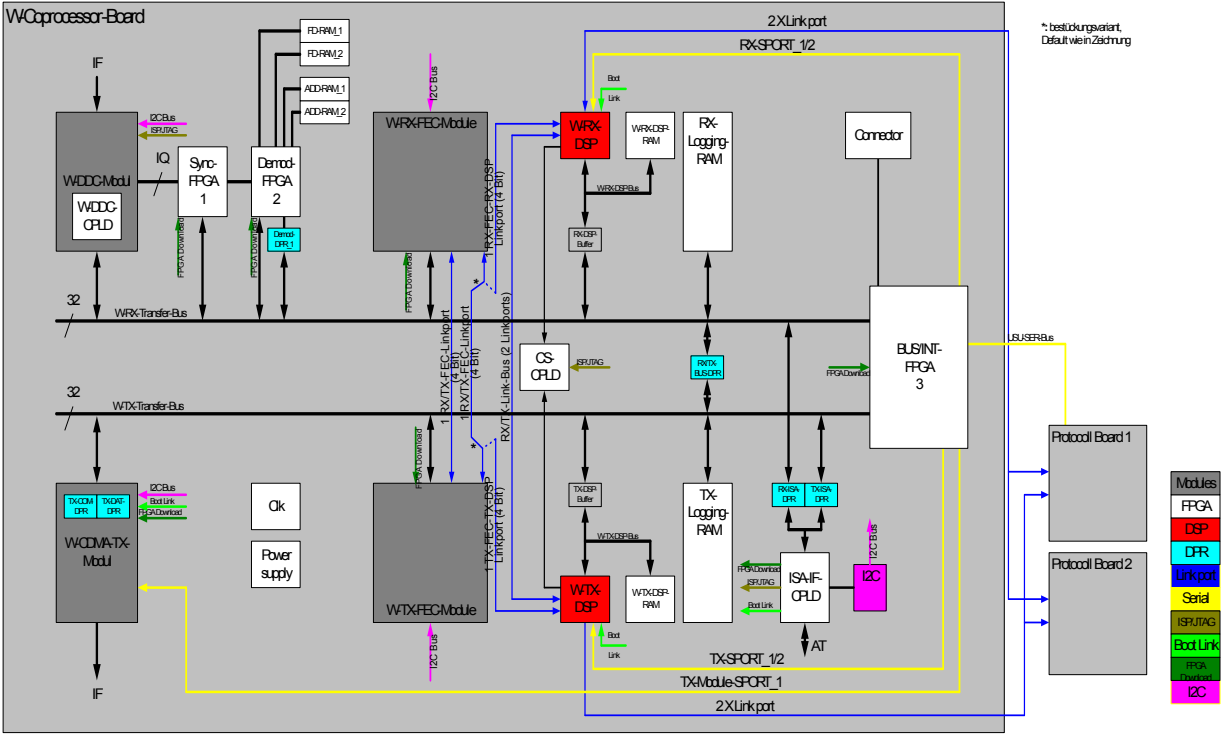 W-Coprocessor-Board
*: bestückungsvariant,
Default wie in Zeichnung
2 X Link port
RX-SPORT_1/2
FD-RAM_1
FD-RAM_2
ADD-RAM_1
ADD-RAM_2
IF
I2C Bus
ISP/JTAG
IQ
W-DDC-Modul
W-DDC-
CPLD
Sync-
FPGA
1
Demod-
FPGA
2
Demod-
DPR_1
FPGA Download
FPGA Download
I2C Bus
W-RX-FEC-Module
FPGA Download
1 RX-FEC-RX-DSP
Linkport (4 Bit)
Boot
Link
W-RX-
DSP
W-RX-DSP-
RAM
W-RX-DSP Bus
RX-DSP-
Buffer
RX-
Logging-
RAM
Connector
32
W-RX-Transfer-Bus
1 RX/TX-FEC-Linkport
(4 Bit)
1 RX/TX-FEC-Linkport
(4 Bit)
RX/TX-Link-Bus (2 Linkports)
*
CS-
CPLD
ISP/JTAG
RX/TX-
BUS-DPR
FPGA Download
BUS/INT-
FPGA
3
USU-SER-Bus
32
W-TX-Transfer-Bus
*
Protocoll Board 1
Protocoll Board 2
TX-COM-
DPR
TX-DAT-
DPR
I2C Bus
Boot Link
FPGA Download
W-CDMA-TX-
Modul
IF
Clk
Power
supply
FPGA Download
W-TX-FEC-Module
I2C Bus
1 TX-FEC-TX-DSP
Linkport (4 Bit)
TX-DSP-
Buffer
W-TX-DSP Bus
W-TX-
DSP
W-TX-DSP-
RAM
Boot
Link
TX-
Logging-
RAM
RX-ISA-
DPR
TX-ISA-
DPR
I2C Bus
FPGA Download
ISP/JTAG
Boot Link
ISA-IF-
CPLD
I2C
AT
TX-SPORT_1/2
TX-Module-SPORT_1
2 X Link port
Modules
FPGA
DSP
DPR
Link port
Serial
ISP/JTAG
Boot Link
FPGA
Download
I2C